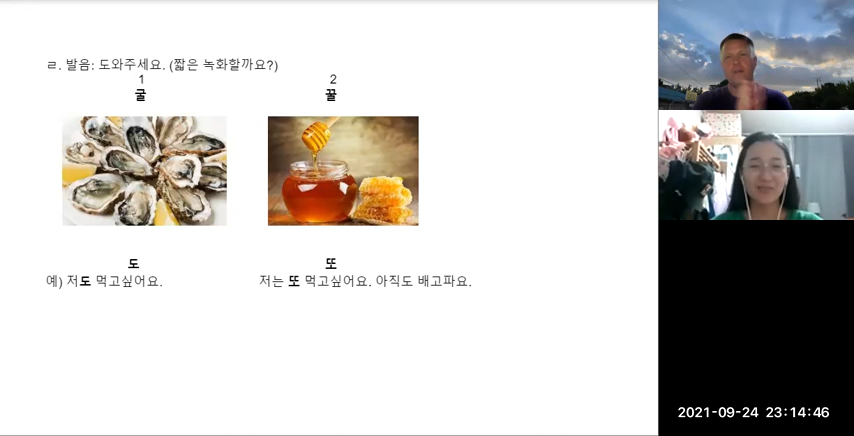 ㄹ. 발음: 도와주세요. (짧은 녹화할까요?)
1 2
굴 꿀
도 또
예) 저도 먹고싶어요. 저는 또 먹고싶어요. 아직도 배고파요.
2021-09-24 23:14:46